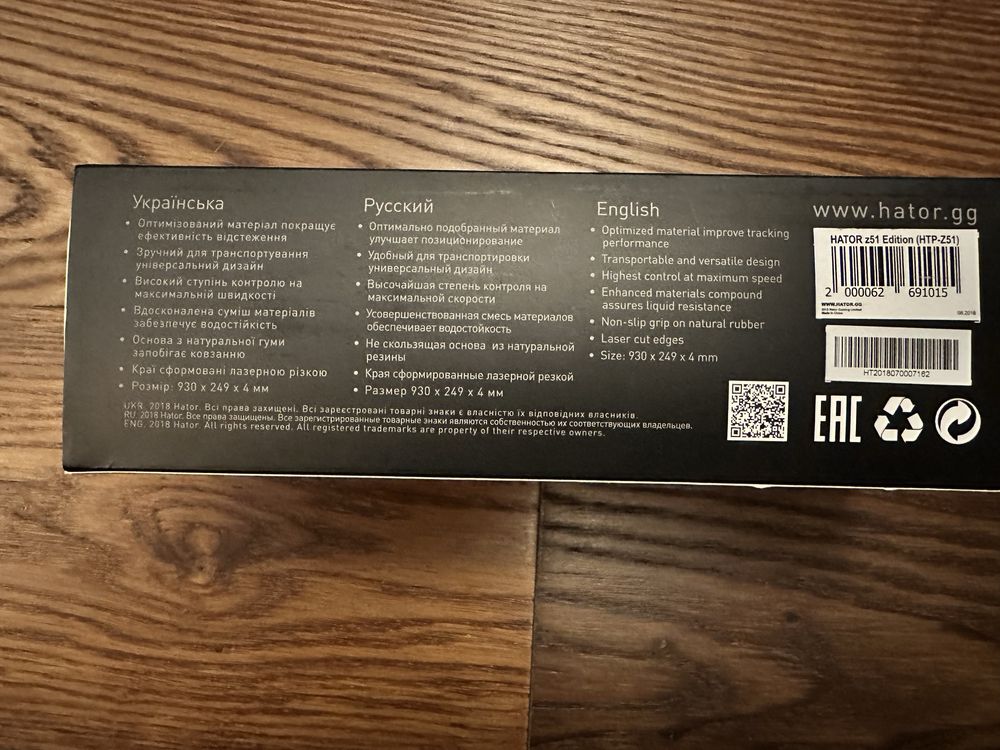 Українська
• Оптимізований матеріал покращує
ефективність відстеження
• Зручний для транспортування
універсальний дизайн
• Високий ступінь контролю на
максимальній швидкості
• Вдосконалена суміш матеріалів
забезпечує водостійкість
• Основа з натуральної гуми
запобігає ковзанню
• Краї сформовані лазерною різкою
• Розмір: 930 x 249 x 4 мм
Русский
• Оптимально подобранный материал
улучшает позиционирование
• Удобный для транспортировки
универсальный дизайн
• Высочайшая степень контроля на
максимальной скорости
• Усовершенствованная смесь материалов
обеспечивает водостойкость
• Не скользящая основа из натуральной
резины
• Края сформированные лазерной резкой
• Размер 930 x 249 x 4 мм
English
• Optimized material improve tracking
performance
• Transportable and versatile design
• Highest control at maximum speed
• Enhanced materials compound
assures liquid resistance
• Non-slip grip on natural rubber
• Laser cut edges
• Size: 930 x 249 x 4 mm
UKR. 2018 Hator. Всі права захищені. Всі зареєстровані товарні знаки є власністю їх відповідних власників.
RU. 2018 Hator. Все права защищены. Все зарегистрированные товарные знаки являются собственностью их соответствующих владельцев.
ENG. 2018 Hator. All rights reserved. All registered trademarks are property of their respective owners.
www.hator.gg
HATOR z51 Edition (HTP-Z51)
2 000062 691015
WWW.HATOR.GG
Made in China
08.2018
HT2018070007162
EAC